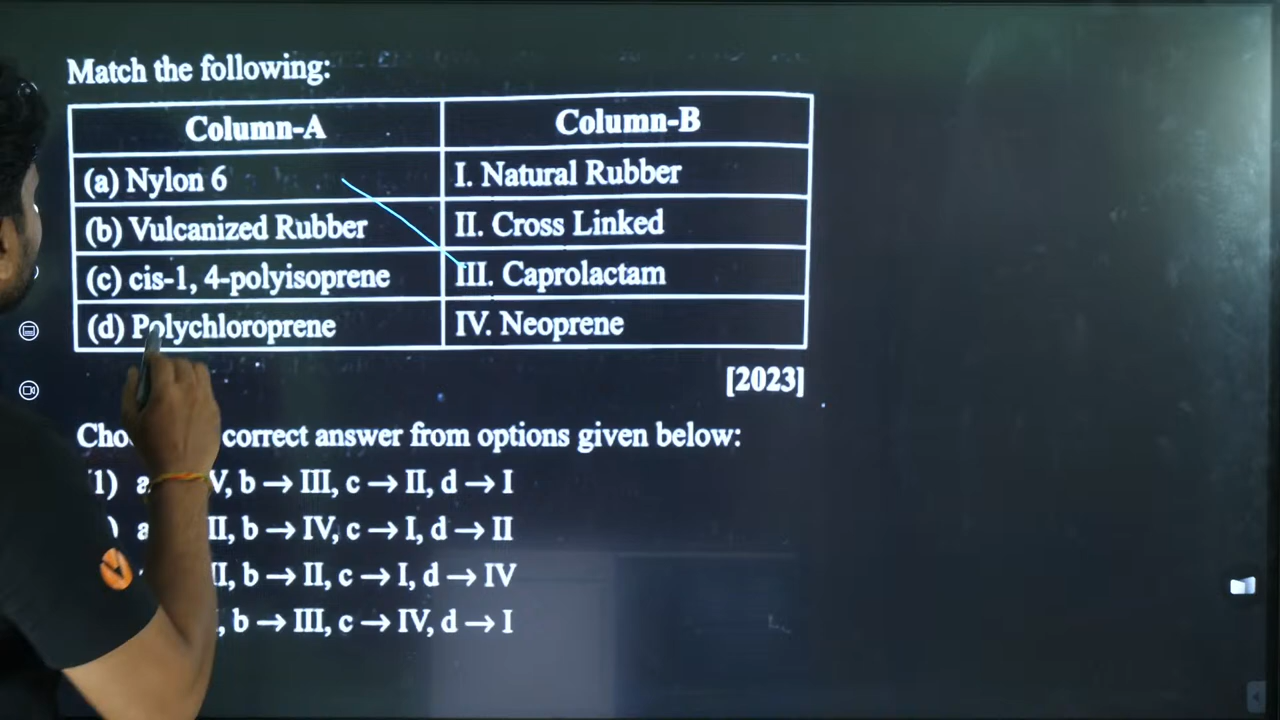 Match the following:
Column-A Column-B
(a) Nylon 6 I. Natural Rubber
(b) Vulcanized Rubber II. Cross Linked
(c) cis-1, 4-polyisoprene III. Caprolactam
(d) Polychloroprene IV. Neoprene
[2023]
correct answer from options given below:
1) a V, b → III, c → II, d → I
) a II, b → IV, c → I, d → II
II, b → II, c → I, d → IV
, b → III, c → IV, d → I